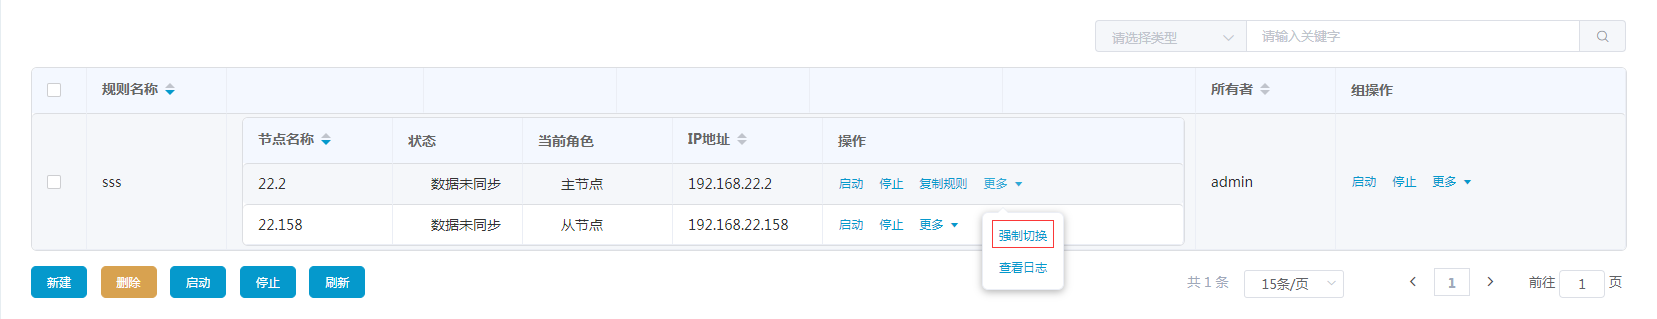 请选择类型 请输入关键字
规则名称 所有者 组操作
节点名称 状态 当前角色 IP地址 操作
sss 22.2 数据未同步 主节点 192.168.22.2 启动 停止 复制规则 更多 admin 启动 停止 更多
22.158 数据未同步 从节点 192.168.22.158 启动 停止 更多
强制切换
查看日志
新建 删除 启动 停止 刷新 共 1 条 15条/页 1 前往 1 页